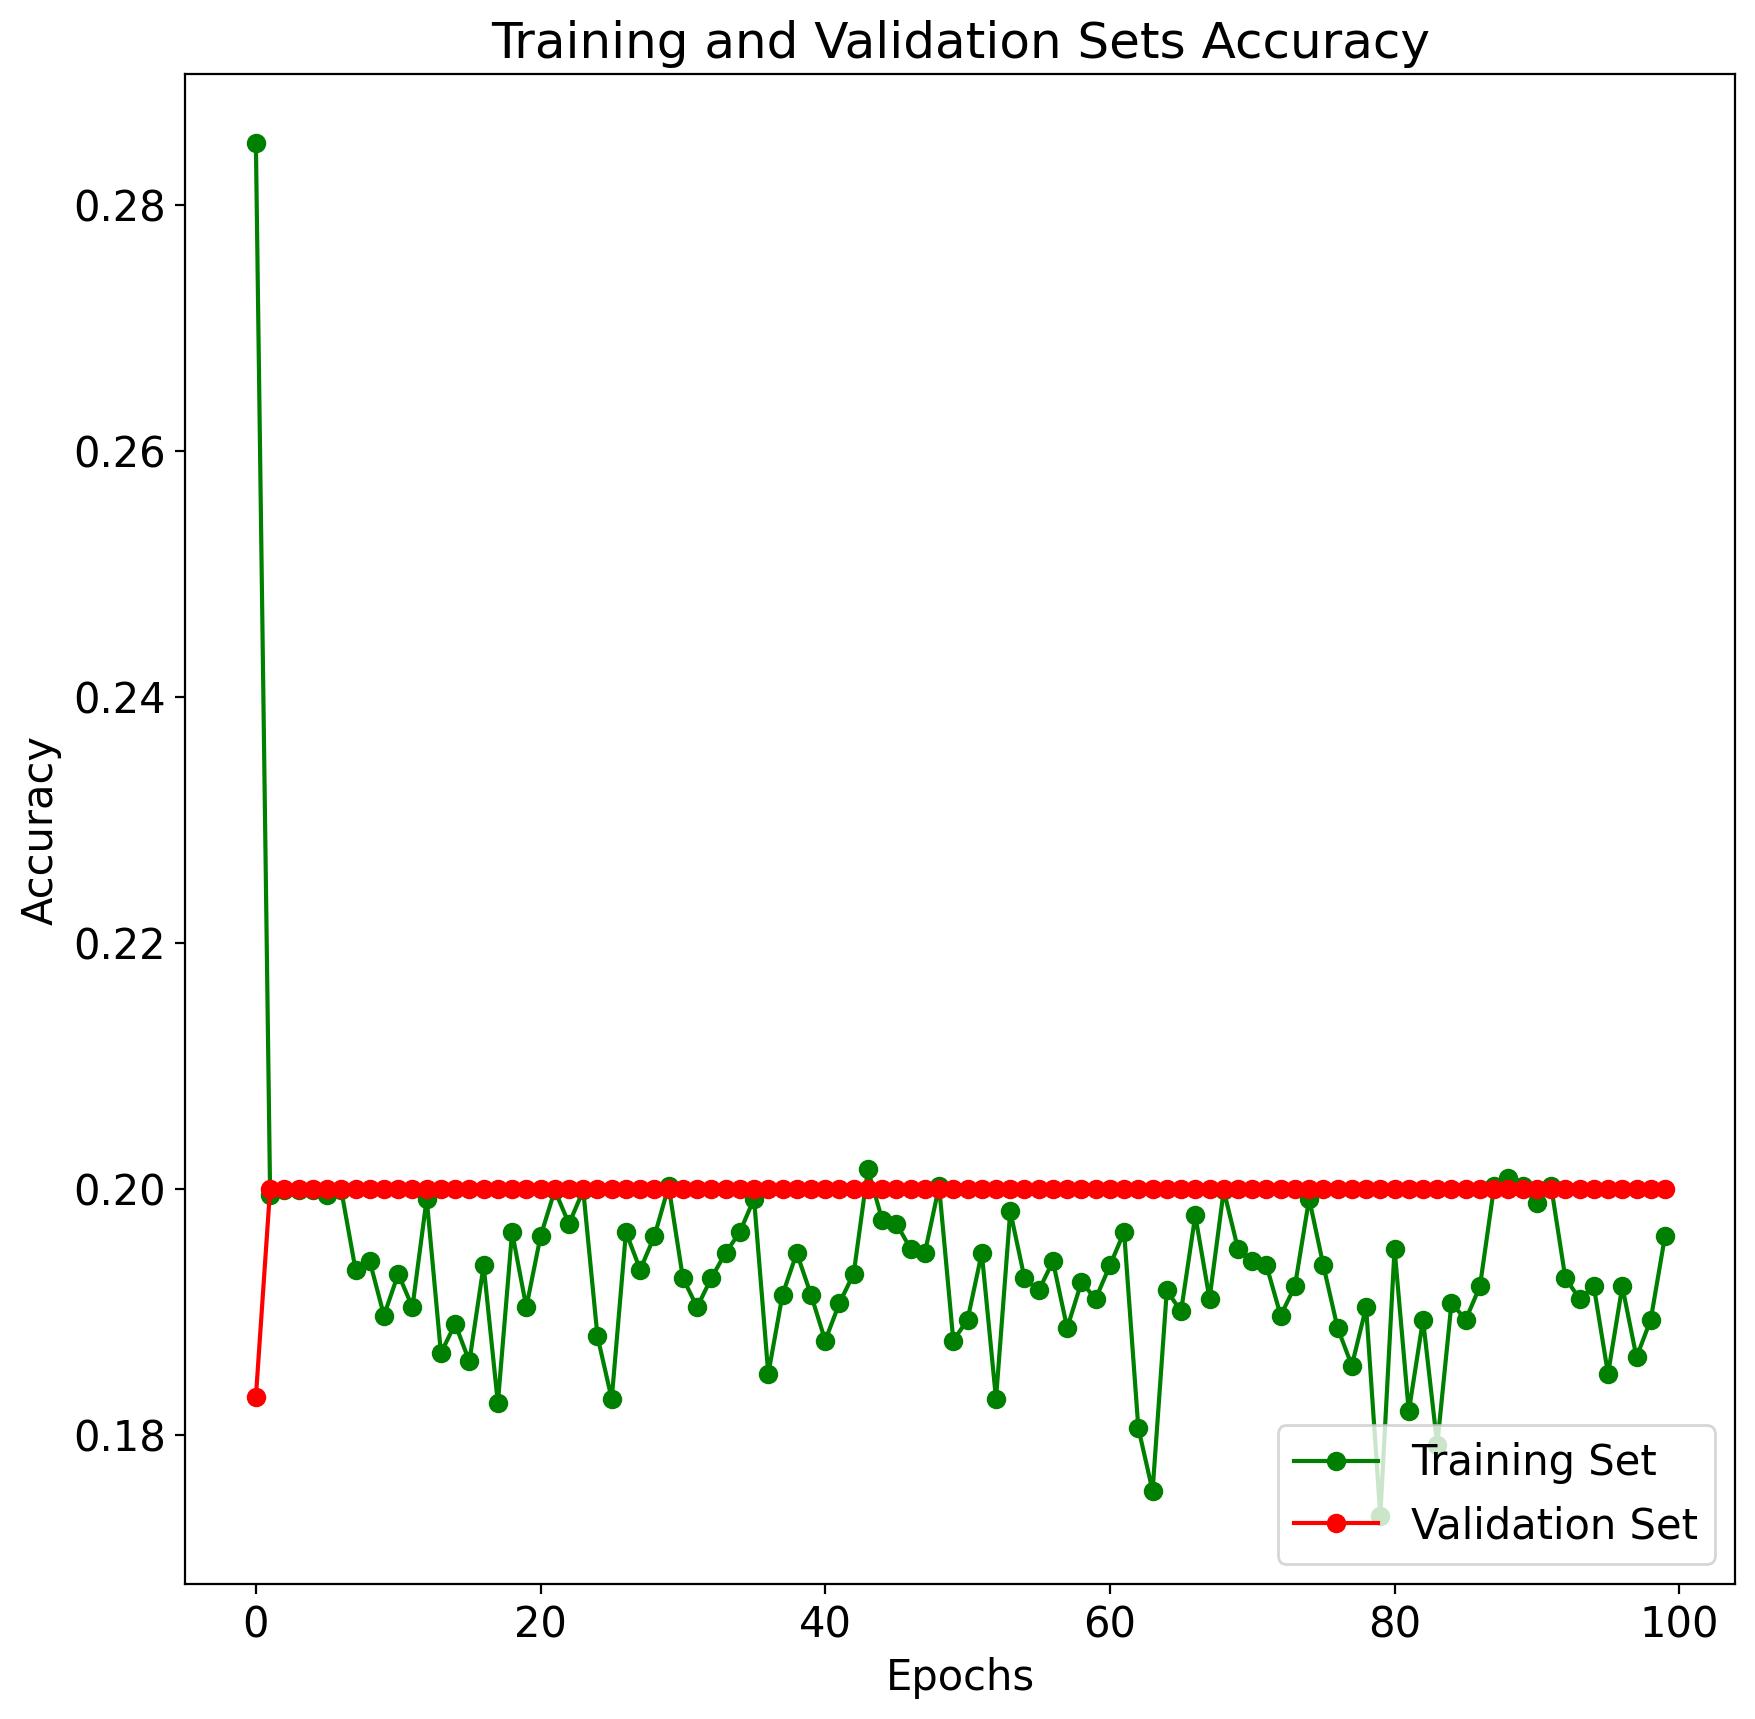 Training and Validation Sets Accuracy
0.28
0.26
0.24
0.22
0.20
0.18
Accuracy
0 20 40 60 80 100
Epochs
Training Set
Validation Set